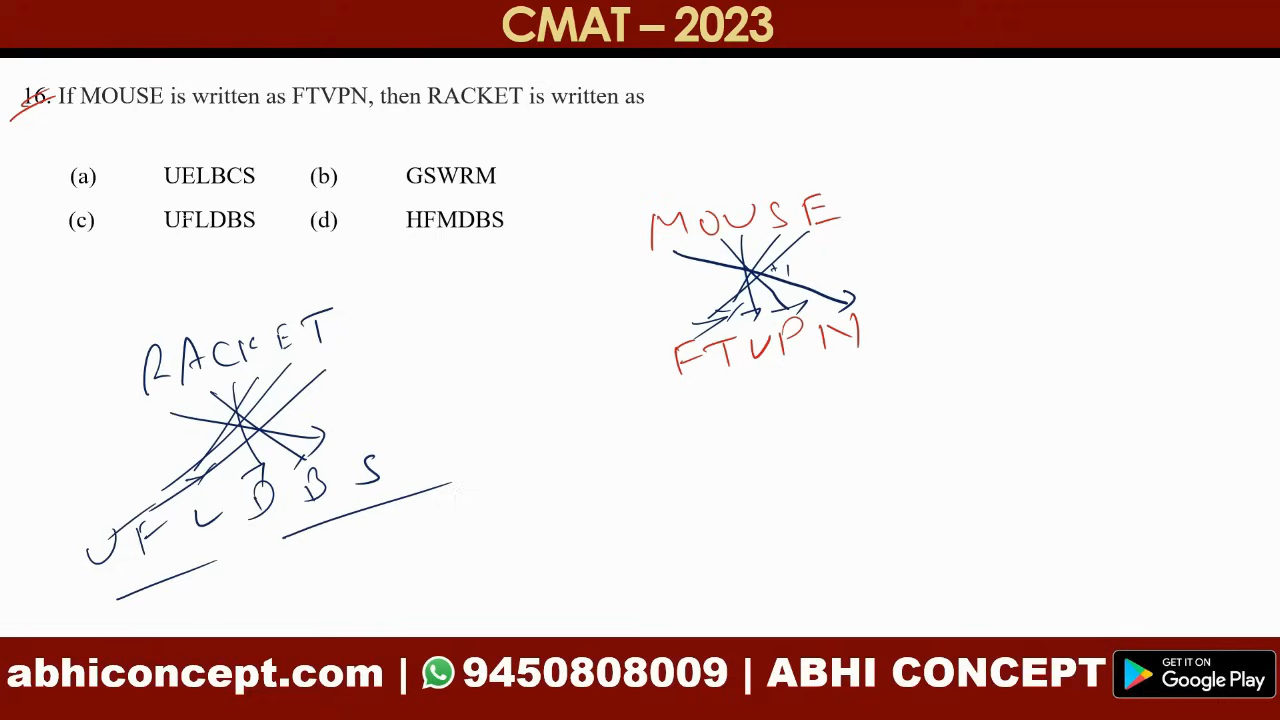 CMAT – 2023
16. If MOUSE is written as FTVPN, then RACKET is written as
(a) UELBCS (b) GSWRM
(c) UFLDBS (d) HFMDBS
MOUSE
+1
FTVPN
RACKET
UFLDBS
abhiconcept.com | 9450808009 | ABHI CONCEPT
GET IT ON
Google Play